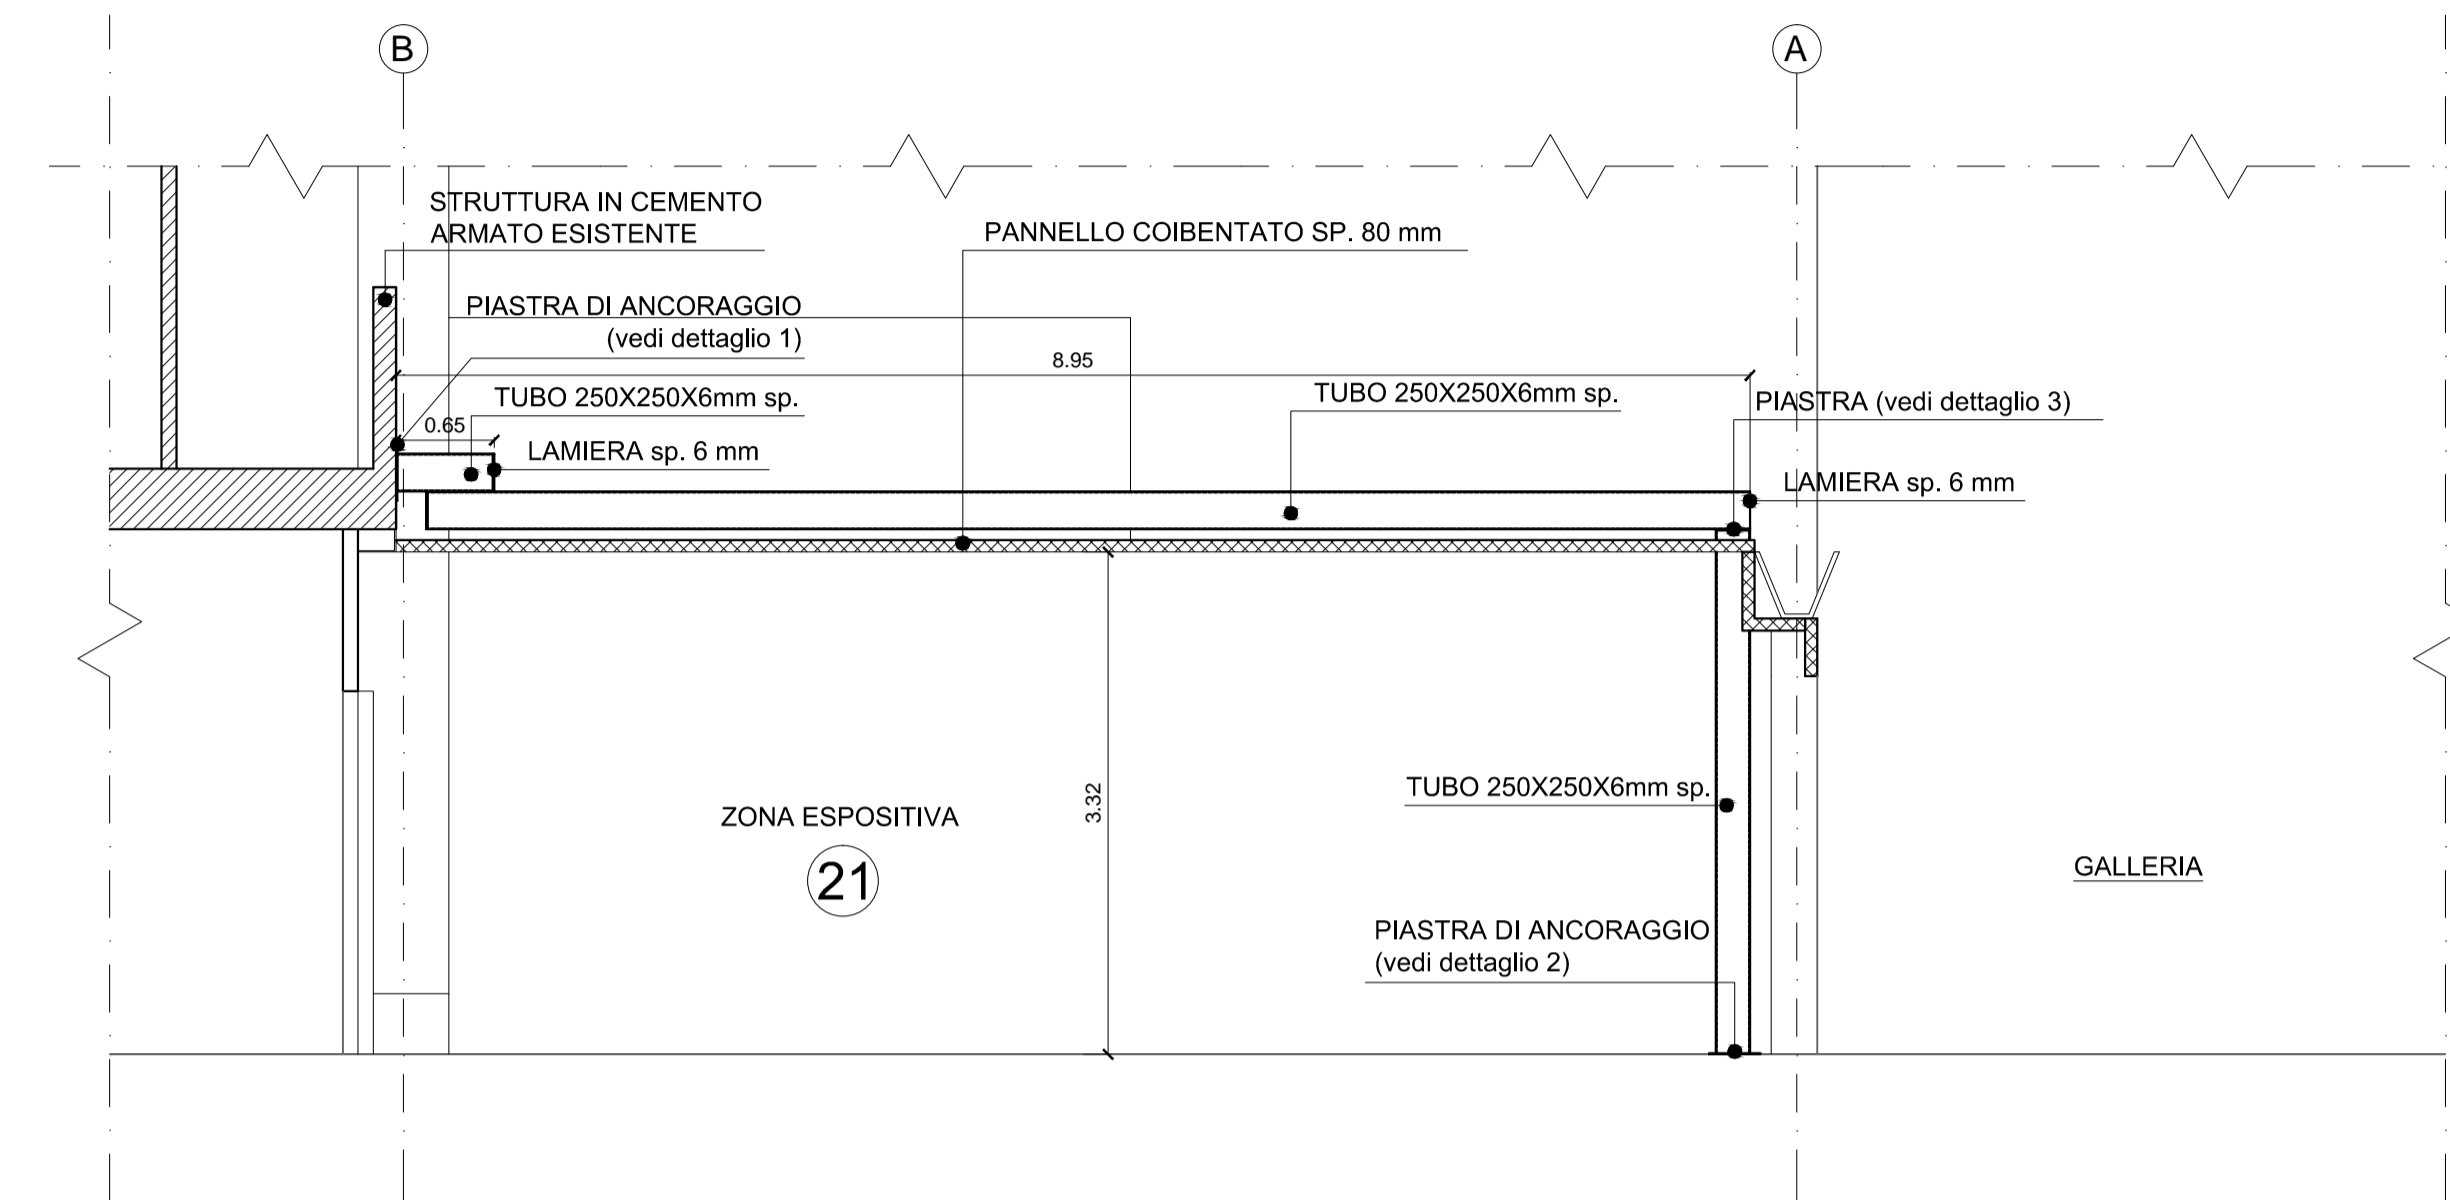 B
A
STRUTTURA IN CEMENTO
ARMATO ESISTENTE
PANNELLO COIBENTATO SP. 80 mm
PIASTRA DI ANCORAGGIO
(vedi dettaglio 1)
8.95
TUBO 250X250X6mm sp.
TUBO 250X250X6mm sp.
PIASTRA (vedi dettaglio 3)
0.65
LAMIERA sp. 6 mm
LAMIERA sp. 6 mm
TUBO 250X250X6mm sp.
3.32
ZONA ESPOSITIVA
21
GALLERIA
PIASTRA DI ANCORAGGIO
(vedi dettaglio 2)